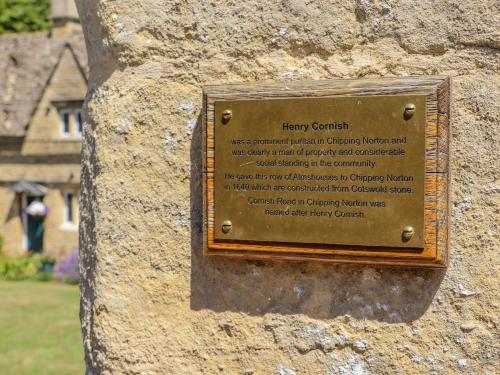 Henry Cornish
was a prominent puritan in Chipping Norton and
was clearly a man of property and considerable
social standing in the community.
He gave this row of Almshouses to Chipping Norton
in 1640 which are constructed from Cotswold stone.
Cornish Road in Chipping Norton was
named after Henry Cornish.